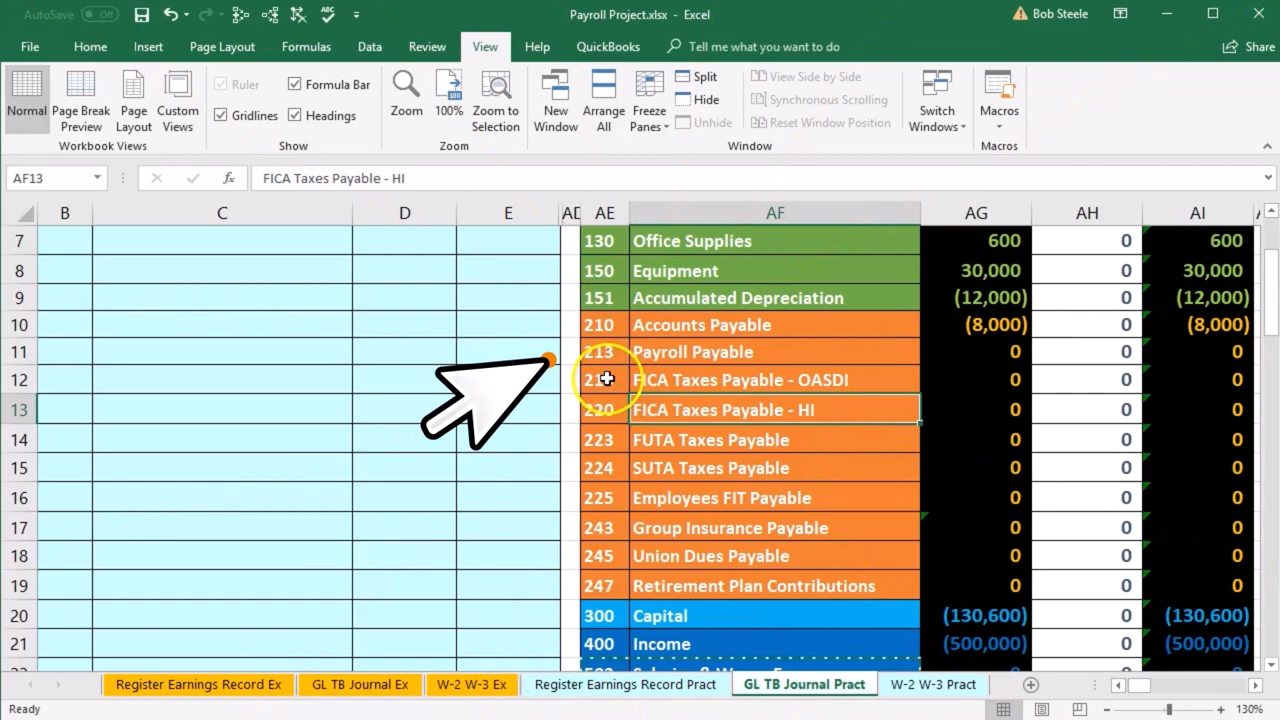 AutoSave Off
Payroll Project.xlsx - Excel
Bob Steele
File Home Insert Page Layout Formulas Data Review View Help QuickBooks Tell me what you want to do Share
Normal
Page Break Preview
Page Layout
Custom Views
Workbook Views
Ruler
Formula Bar
Gridlines
Headings
Show
Zoom
100%
Zoom to Selection
Zoom
New Window
Arrange All
Freeze Panes
Split
Hide
Unhide
View Side by Side
Synchronous Scrolling
Reset Window Position
Window
Switch Windows
Macros
Macros
AF13 fx FICA Taxes Payable - HI
B C D E AD AE AF AG AH AI
7 130 Office Supplies 600 0 600
8 150 Equipment 30,000 0 30,000
9 151 Accumulated Depreciation (12,000) 0 (12,000)
10 210 Accounts Payable (8,000) 0 (8,000)
11 213 Payroll Payable 0 0 0
12 FICA Taxes Payable - OASDI 0 0 0
13 220 FICA Taxes Payable - HI 0 0 0
14 223 FUTA Taxes Payable 0 0 0
15 224 SUTA Taxes Payable 0 0 0
16 225 Employees FIT Payable 0 0 0
17 243 Group Insurance Payable 0 0 0
18 245 Union Dues Payable 0 0 0
19 247 Retirement Plan Contributions 0 0 0
20 300 Capital (130,600) 0 (130,600)
21 400 Income (500,000) 0 (500,000)
Register Earnings Record Ex GL TB Journal Ex W-2 W-3 Ex Register Earnings Record Pract GL TB Journal Pract W-2 W-3 Pract
Ready 130%